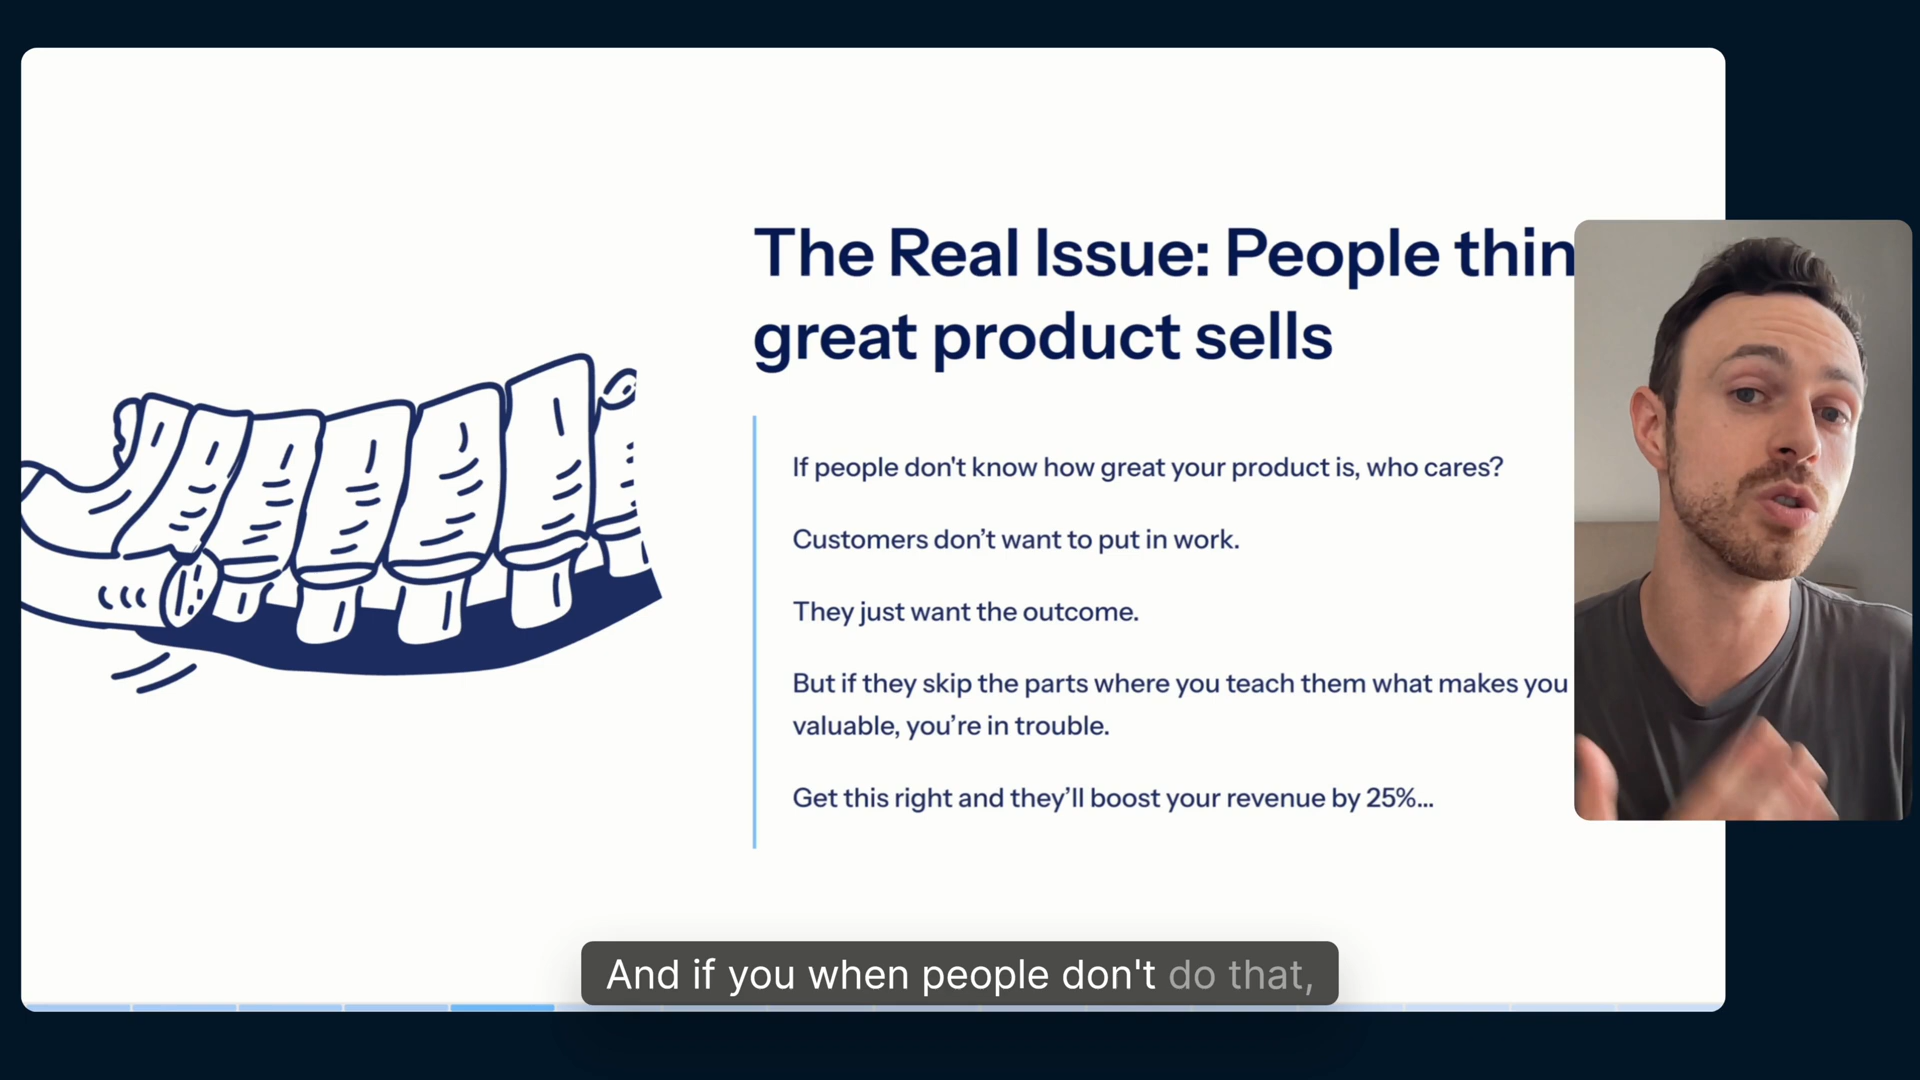 The Real Issue: People thin
great product sells
If people don't know how great your product is, who cares?
Customers don’t want to put in work.
They just want the outcome.
But if they skip the parts where you teach them what makes you
valuable, you’re in trouble.
Get this right and they’ll boost your revenue by 25%...
And if you when people don't do that,